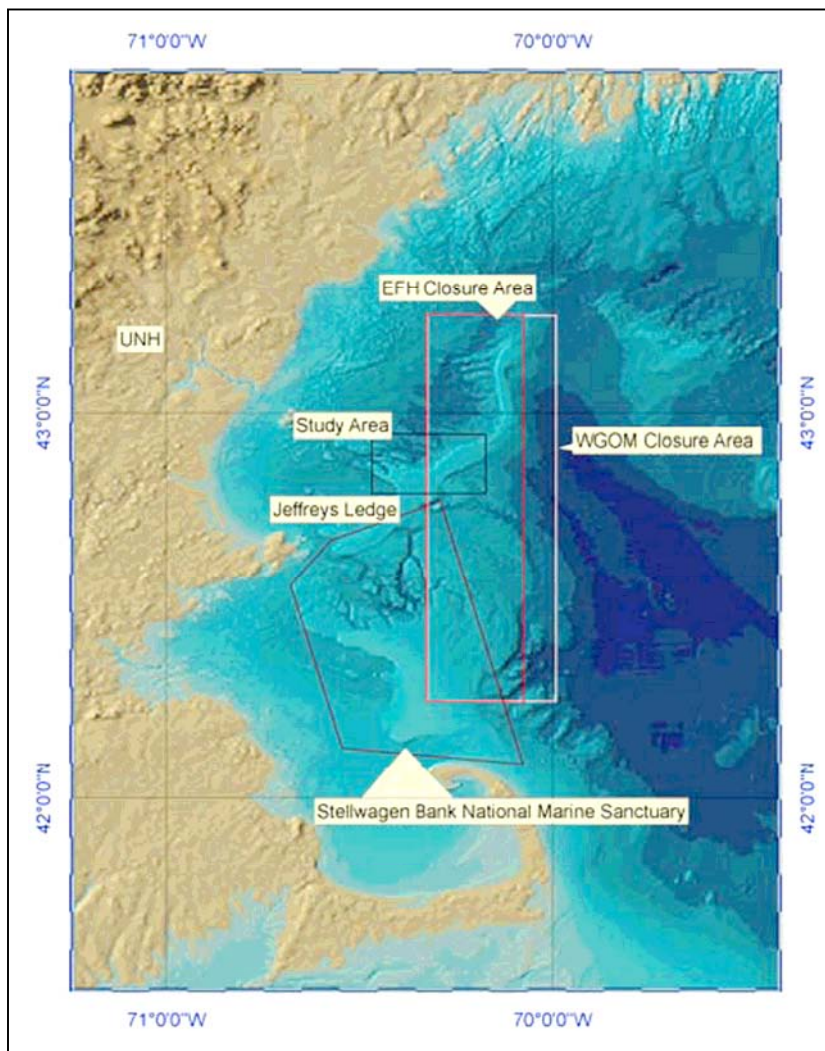 71°0'0"W 70°0'0"W
EFH Closure Area
UNH
43°0'0"N
43°0'0"N
Study Area
WGOM Closure Area
Jeffreys Ledge
42°0'0"N
42°0'0"N
Stellwagen Bank National Marine Sanctuary
71°0'0"W 70°0'0"W